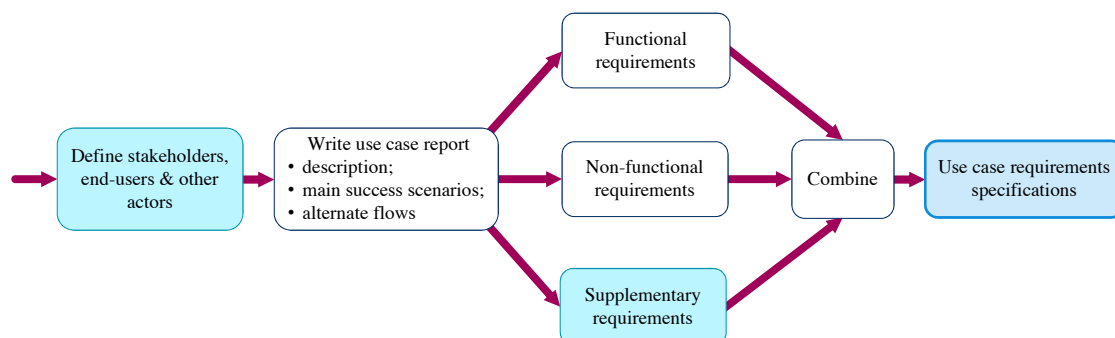 Define stakeholders,
end-users & other
actors
Write use case report
• description;
• main success scenarios;
• alternate flows
Functional
requirements
Non-functional
requirements
Supplementary
requirements
Combine
Use case requirements
specifications